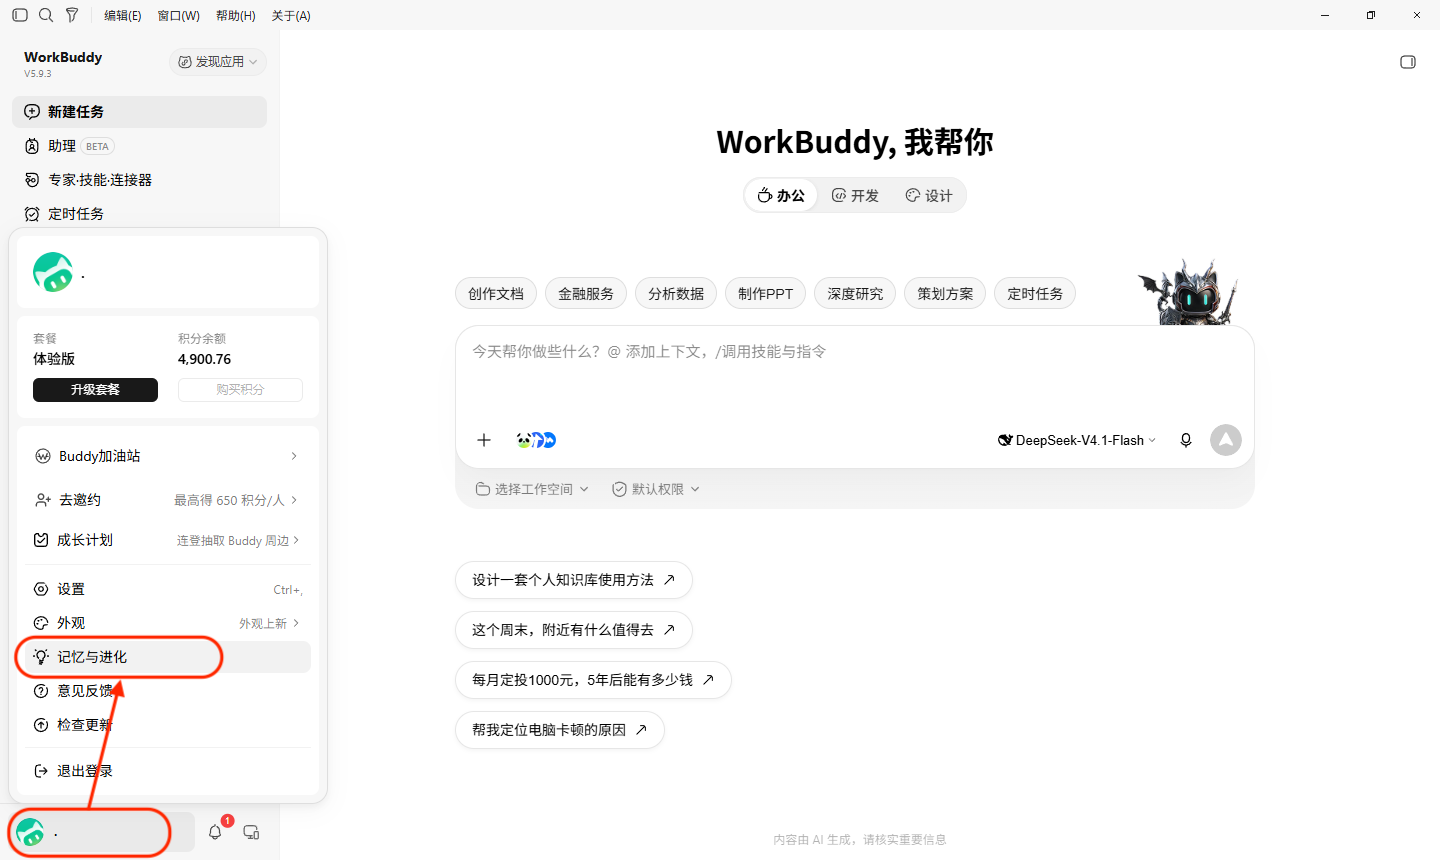 编辑(E) 窗口(W) 帮助(H) 关于(A)
WorkBuddy
V5.9.3
发现应用
新建任务
助理 BETA
专家·技能·连接器
定时任务
.
套餐 积分余额
体验版 4,900.76
升级套餐 购买积分
Buddy加油站
去邀约 最高得 650 积分/人
成长计划 连登抽取 Buddy 周边
设置 Ctrl+,
外观 外观上新
记忆与进化
意见反馈
检查更新
退出登录
.
1
WorkBuddy, 我帮你
办公 开发 设计
创作文档 金融服务 分析数据 制作PPT 深度研究 策划方案 定时任务
今天帮你做些什么? @ 添加上下文，/调用技能与指令
DeepSeek-V4.1-Flash
选择工作空间 默认权限
设计一套个人知识库使用方法
这个周末，附近有什么值得去
每月定投1000元，5年后能有多少钱
帮我定位电脑卡顿的原因
内容由 AI 生成，请核实重要信息